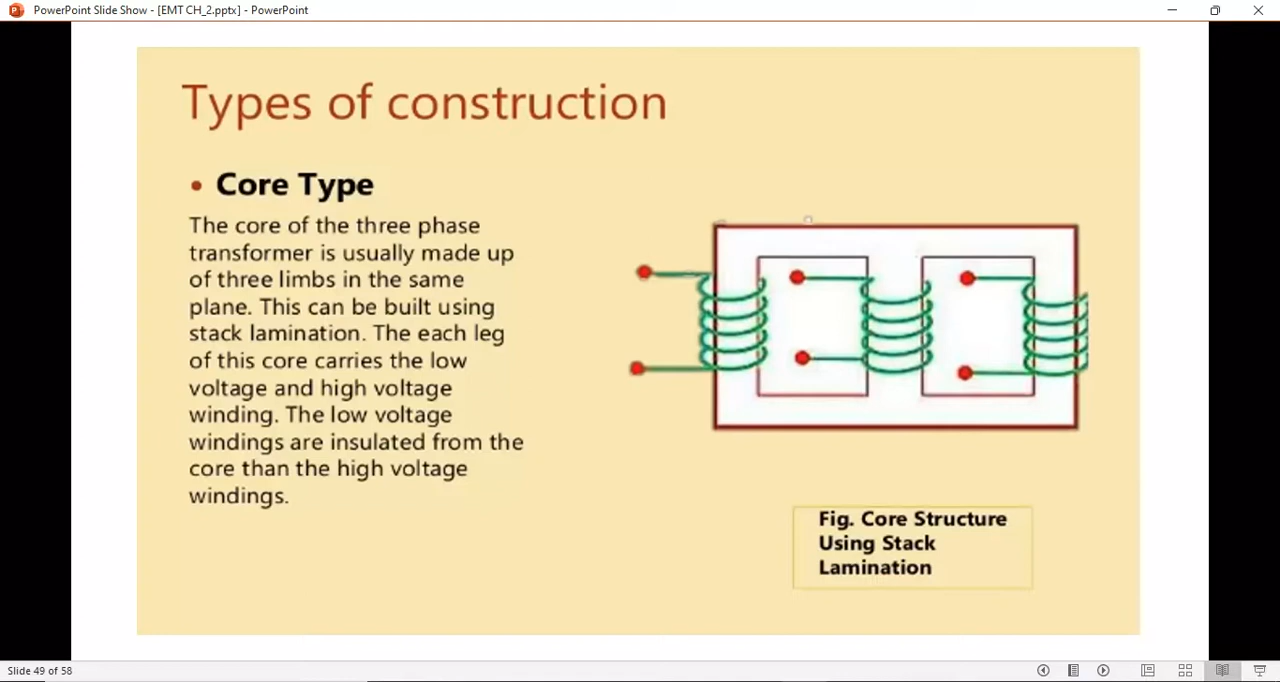 PowerPoint Slide Show - [EMT CH_2.pptx] - PowerPoint
Types of construction
• Core Type
The core of the three phase
transformer is usually made up
of three limbs in the same
plane. This can be built using
stack lamination. The each leg
of this core carries the low
voltage and high voltage
winding. The low voltage
windings are insulated from the
core than the high voltage
windings.
Fig. Core Structure
Using Stack
Lamination
Slide 49 of 58